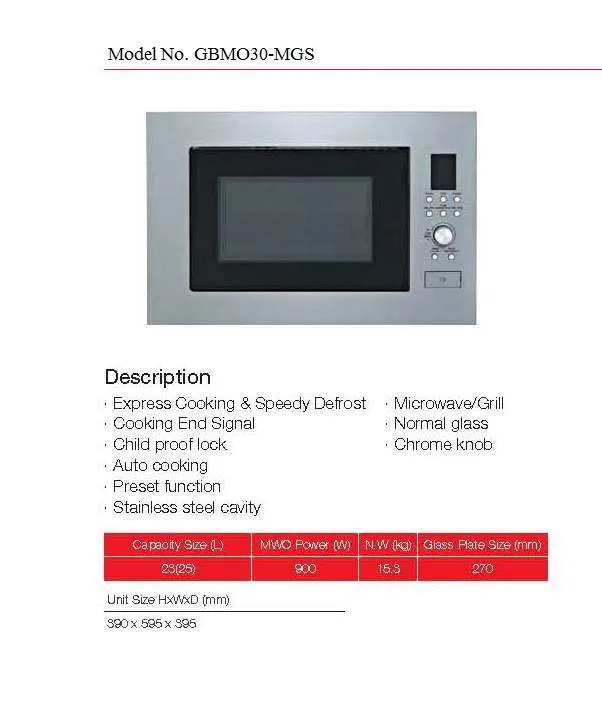 Model No. GBMO30-MGS
Description
· Express Cooking & Speedy Defrost
· Cooking End Signal
· Child proof lock
· Auto cooking
· Preset function
· Stainless steel cavity
· Microwave/Grill
· Normal glass
· Chrome knob
Capacity Size (L) MWO Power (W) N.W (kg) Glass Plate Size (mm)
23(25) 900 15.3 270
Unit Size HxWxD (mm)
390 x 595 x 395